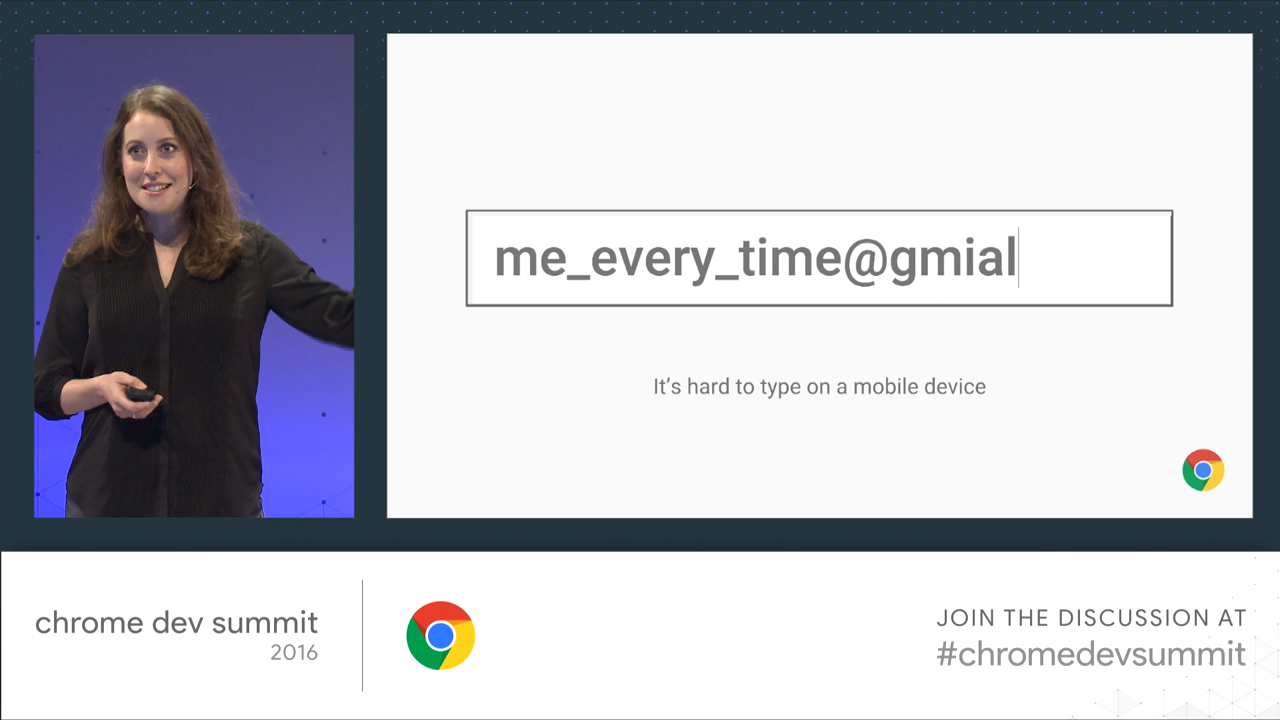 me_every_time@gmial
It's hard to type on a mobile device
chrome dev summit
2016
JOIN THE DISCUSSION AT
#chromedevsummit